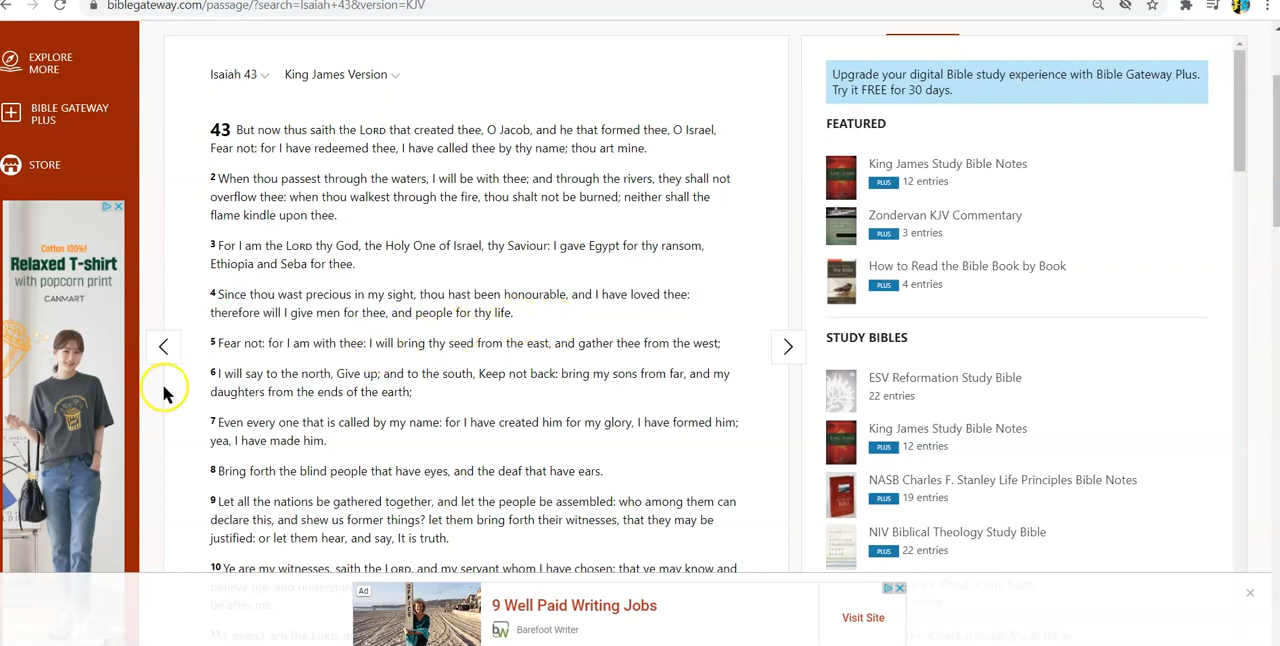 biblegateway.com/passage/?search=Isaiah+43&version=KJV
EXPLORE
MORE
BIBLE GATEWAY
PLUS
STORE
Cotton 100%!
Relaxed T-shirt
with popcorn print
CANMART
Isaiah 43 King James Version
43 But now thus saith the LORD that created thee, O Jacob, and he that formed thee, O Israel,
Fear not: for I have redeemed thee, I have called thee by thy name; thou art mine.
2 When thou passest through the waters, I will be with thee; and through the rivers, they shall not
overflow thee: when thou walkest through the fire, thou shalt not be burned; neither shall the
flame kindle upon thee.
3 For I am the LORD thy God, the Holy One of Israel, thy Saviour: I gave Egypt for thy ransom,
Ethiopia and Seba for thee.
4 Since thou wast precious in my sight, thou hast been honourable, and I have loved thee:
therefore will I give men for thee, and people for thy life.
5 Fear not: for I am with thee: I will bring thy seed from the east, and gather thee from the west;
6 I will say to the north, Give up; and to the south, Keep not back: bring my sons from far, and my
daughters from the ends of the earth;
7 Even every one that is called by my name: for I have created him for my glory, I have formed him;
yea, I have made him.
8 Bring forth the blind people that have eyes, and the deaf that have ears.
9 Let all the nations be gathered together, and let the people be assembled: who among them can
declare this, and shew us former things? let them bring forth their witnesses, that they may be
justified: or let them hear, and say, It is truth.
10 Ye are my witnesses, saith the LORD, and my servant whom I have chosen: that ye may know and
believe me, and understan
be after me.
11 I, even I, am the LORD; a
Upgrade your digital Bible study experience with Bible Gateway Plus.
Try it FREE for 30 days.
FEATURED
King James Study Bible Notes
PLUS 12 entries
Zondervan KJV Commentary
PLUS 3 entries
How to Read the Bible Book by Book
PLUS 4 entries
STUDY BIBLES
ESV Reformation Study Bible
22 entries
King James Study Bible Notes
PLUS 12 entries
NASB Charles F. Stanley Life Principles Bible Notes
PLUS 19 entries
NIV Biblical Theology Study Bible
PLUS 22 entries
Study Bible
Backgrounds Study Bible
Ad
9 Well Paid Writing Jobs
bw Barefoot Writer
Visit Site